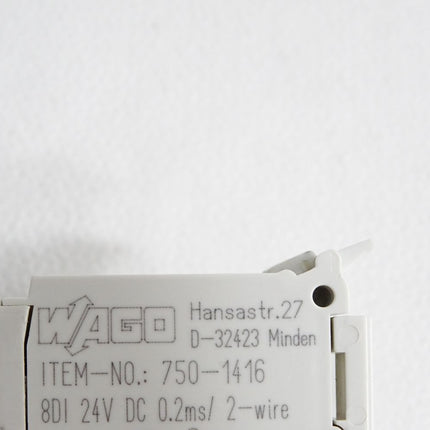 WAGO
Hansastr.27
D-32423 Minden
ITEM-NO.: 750-1416
8DI 24V DC 0.2ms/ 2-wire